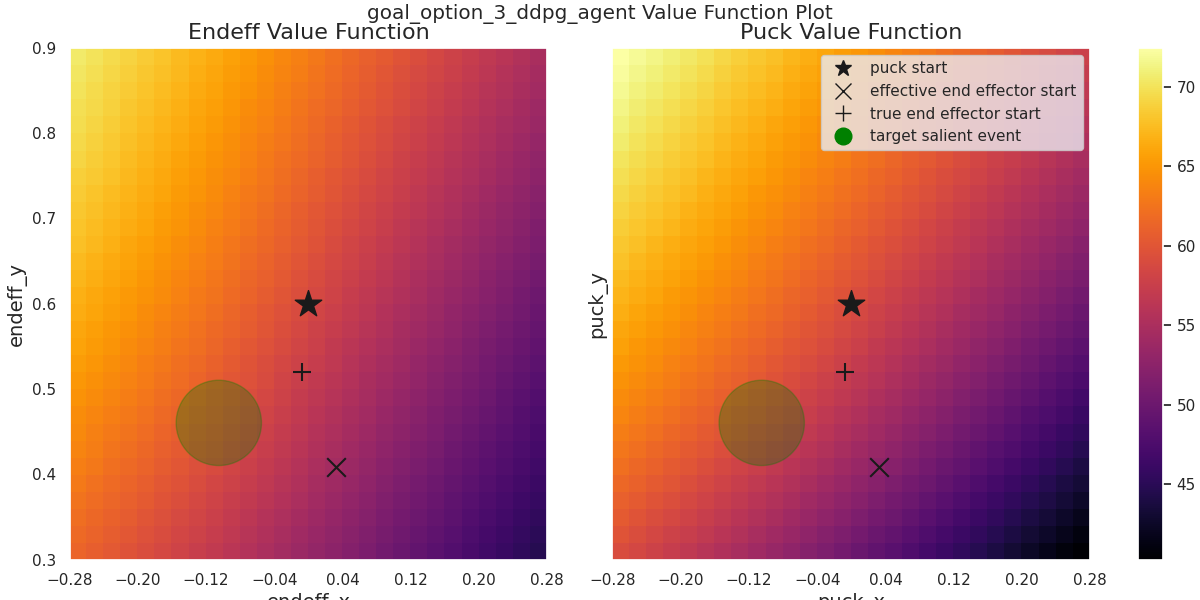 goal_option_3_ddpg_agent Value Function Plot
Endeff Value Function
Puck Value Function
puck start
effective end effector start
true end effector start
target salient event
0.9
0.8
0.7
0.6
0.5
0.4
0.3
endeff_y
−0.28 −0.20 −0.12 −0.04 0.04 0.12 0.20 0.28
endeff_x
puck_y
−0.28 −0.20 −0.12 −0.04 0.04 0.12 0.20 0.28
puck_x
70
65
60
55
50
45